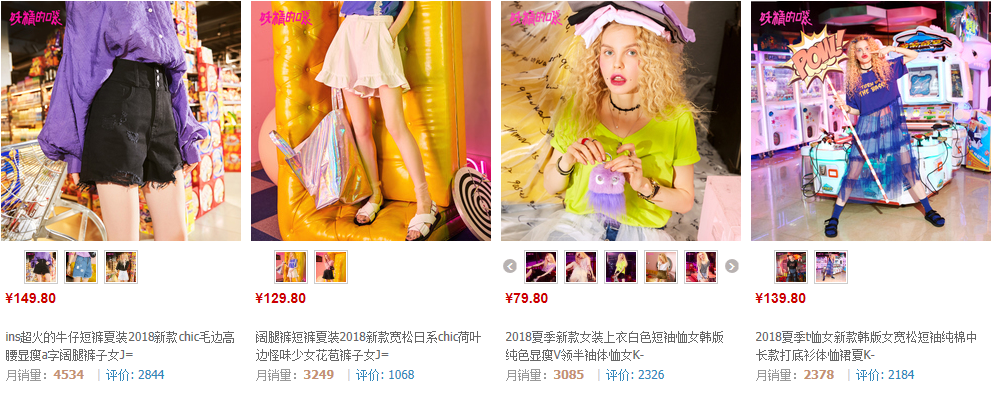 妖精的口袋
妖精的口袋
妖精的口袋
妖精的口袋
POW!
¥149.80
¥129.80
¥79.80
¥139.80
ins超火的牛仔短裤夏装2018新款chic毛边高
腰显瘦a字阔腿裤子女J=
月销量：4534 | 评价: 2844
阔腿裤短裤夏装2018新款宽松日系chic荷叶
边怪味少女花苞裤子女J=
月销量：3249 | 评价: 1068
2018夏季新款女装上衣白色短袖t恤女韩版
纯色显瘦V领半袖体恤女K-
月销量：3085 | 评价: 2326
2018夏季t恤女新款韩版女宽松短袖纯棉中
长款打底衫体恤裙夏K-
月销量：2378 | 评价: 2184